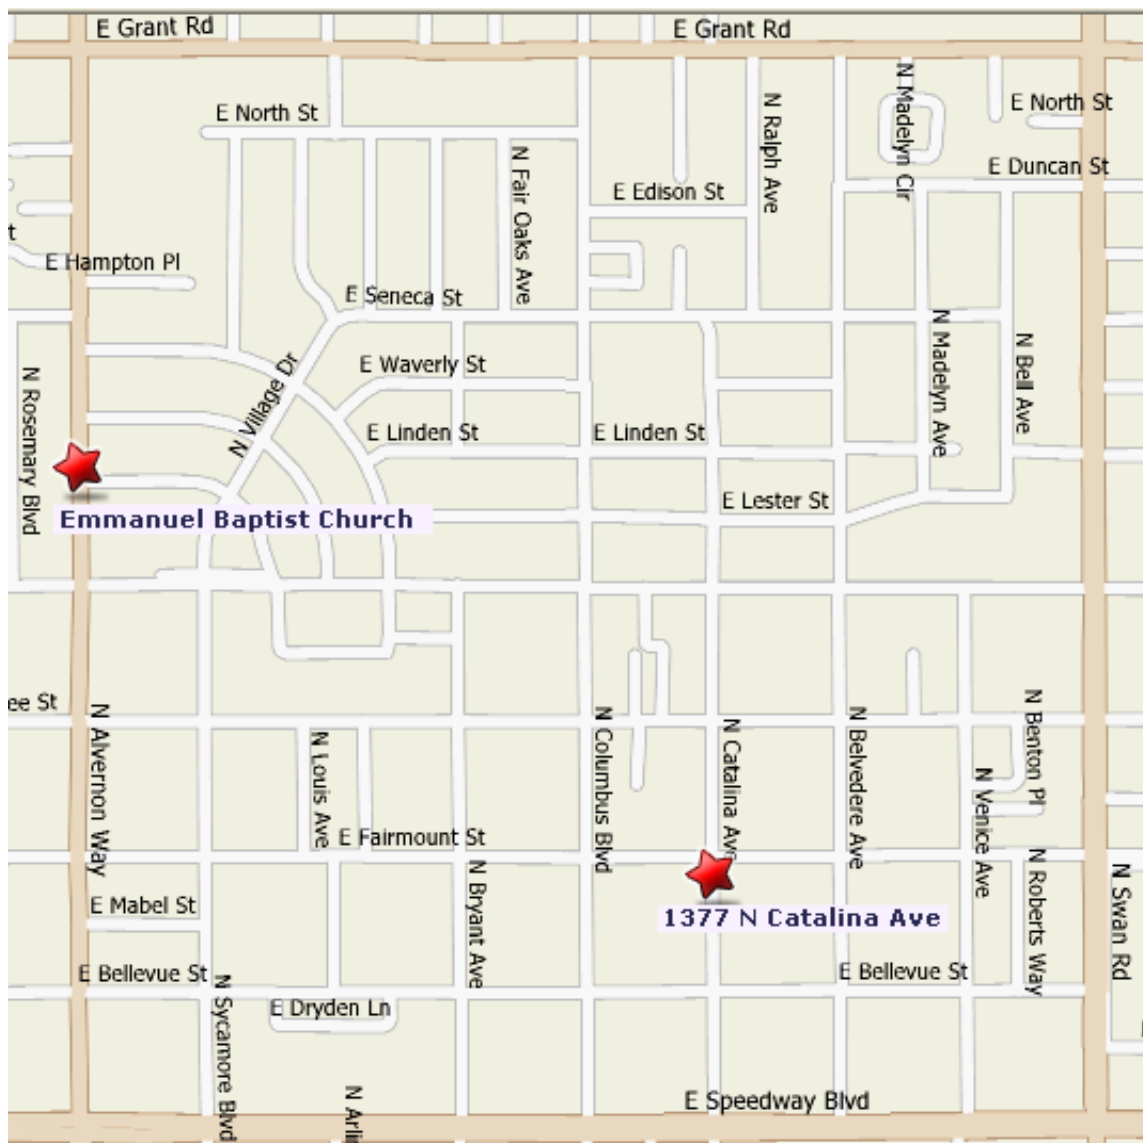 E Grant Rd
E Grant Rd
N Madelyn Cir
E North St
N Ralph Ave
E North St
N Fair Oaks Ave
E Duncan St
E Edison St
t
E Hampton Pl
E Seneca St
N Madelyn Ave
N Bell Ave
N Village Dr
E Waverly St
N Rosemary Blvd
E Linden St
E Linden St
E Lester St
Emmanuel Baptist Church
ee St
N Alvernon Way
N Louis Ave
N Columbus Blvd
N Catalina Ave
N Belvedere Ave
N Benton Pl
N Venice Ave
E Fairmount St
N Bryant Ave
N Roberts Way
N Swan Rd
E Mabel St
1377 N Catalina Ave
E Bellevue St
E Bellevue St
N Sycamore Blvd
E Dryden Ln
N Arli
E Speedway Blvd